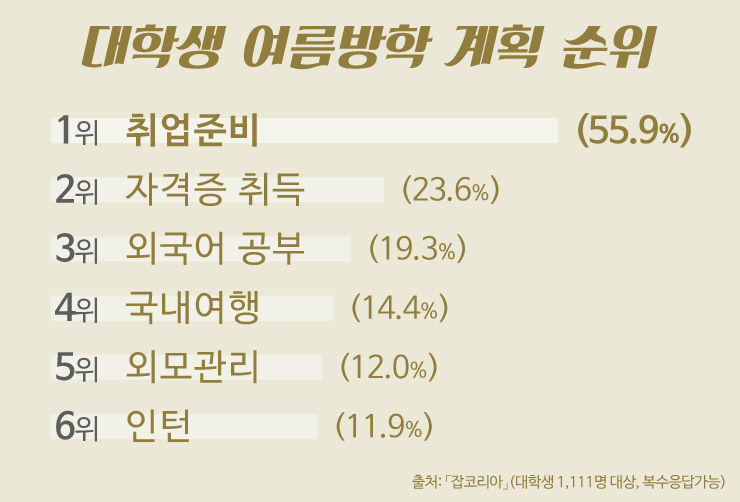 대학생 여름방학 계획 순위
1위 취업준비 (55.9%)
2위 자격증 취득 (23.6%)
3위 외국어 공부 (19.3%)
4위 국내여행 (14.4%)
5위 외모관리 (12.0%)
6위 인턴 (11.9%)
출처: 「잡코리아」 (대학생 1,111명 대상, 복수응답가능)